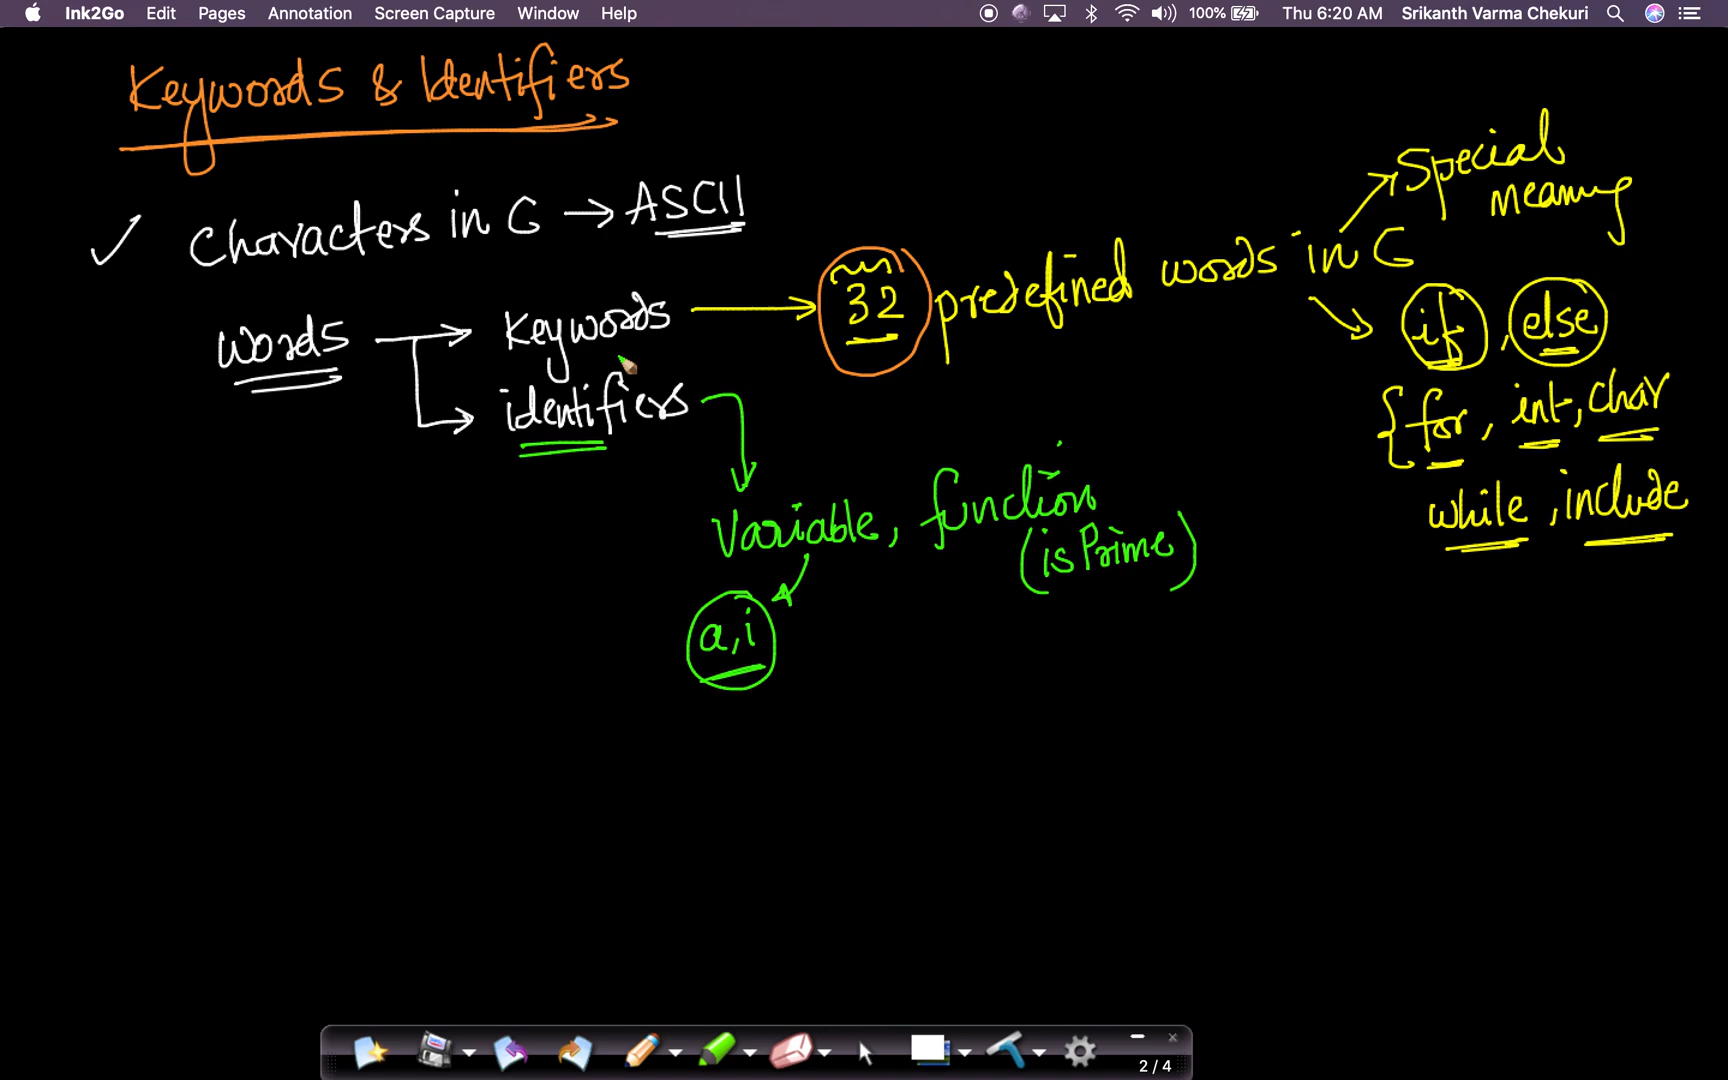 Ink2Go Edit Pages Annotation Screen Capture Window Help 100% Thu 6:20 AM Srikanth Varma Chekuri
Keywords & Identifiers
Characters in C → ASCII
Special
meaning
words → Keywords → 32 predefined words in C
if, else
identifiers
{for, int, char
while, include
Variable, function
(isPrime)
a,i
2 / 4